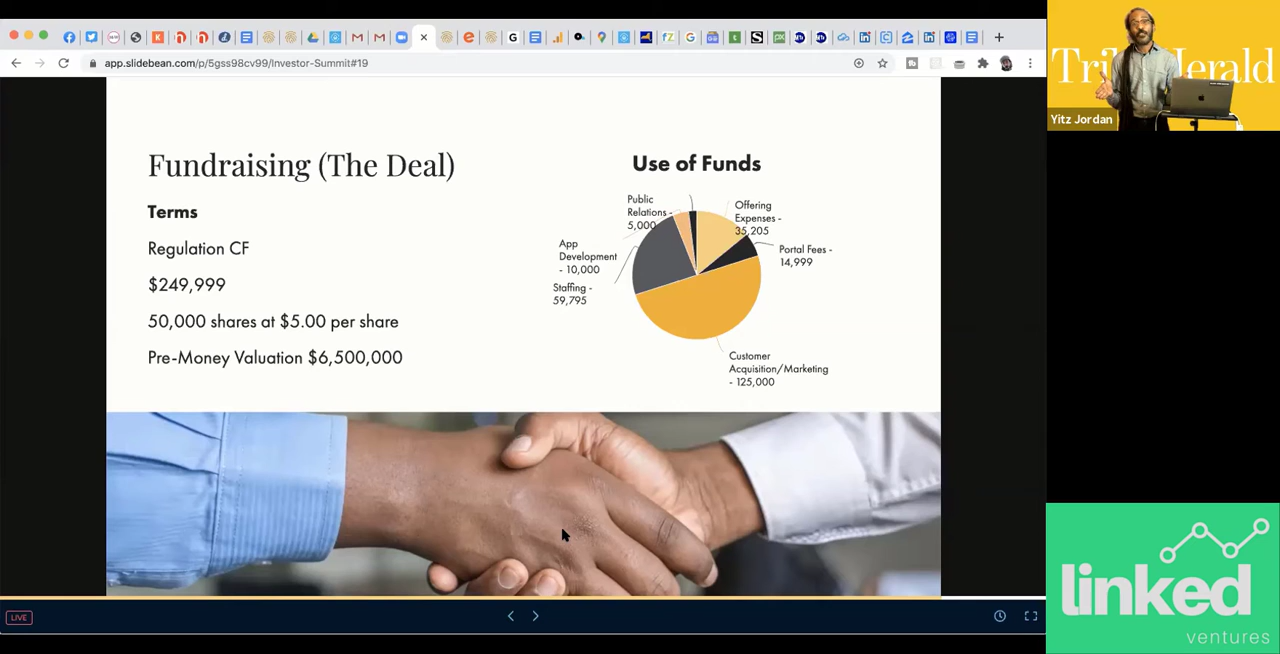 app.slidebean.com/p/5gss98cv99/Investor-Summit#19
Fundraising (The Deal)
Terms
Regulation CF
$249,999
50,000 shares at $5.00 per share
Pre-Money Valuation $6,500,000
Use of Funds
Public
Relations -
5,000
Offering
Expenses -
35,205
App
Development
- 10,000
Portal Fees -
14,999
Staffing -
59,795
Customer
Acquisition/Marketing
- 125,000
LIVE
Yitz Jordan
linked
ventures